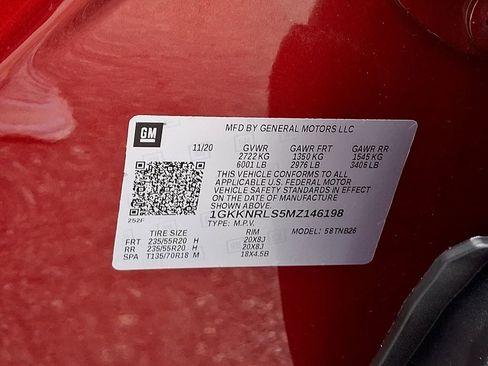 GM
MFD BY GENERAL MOTORS LLC
11/20 GVWR GAWR FRT GAWR RR
2722 KG 1350 KG 1545 KG
6001 LB 2976 LB 3406 LB
THIS VEHICLE CONFORMS TO ALL
APPLICABLE U.S. FEDERAL MOTOR
VEHICLE SAFETY STANDARDS IN EFFECT
ON THE DATE OF MANUFACTURE
SHOWN ABOVE.
1GKKNRLS5MZ146198
252F TYPE: M.P.V.
TIRE SIZE RIM MODEL: 58TNB26
FRT 235/55R20 H 20X8J
RR 235/55R20 H 20X8J
SPA T135/70R18 M 18X4.5B